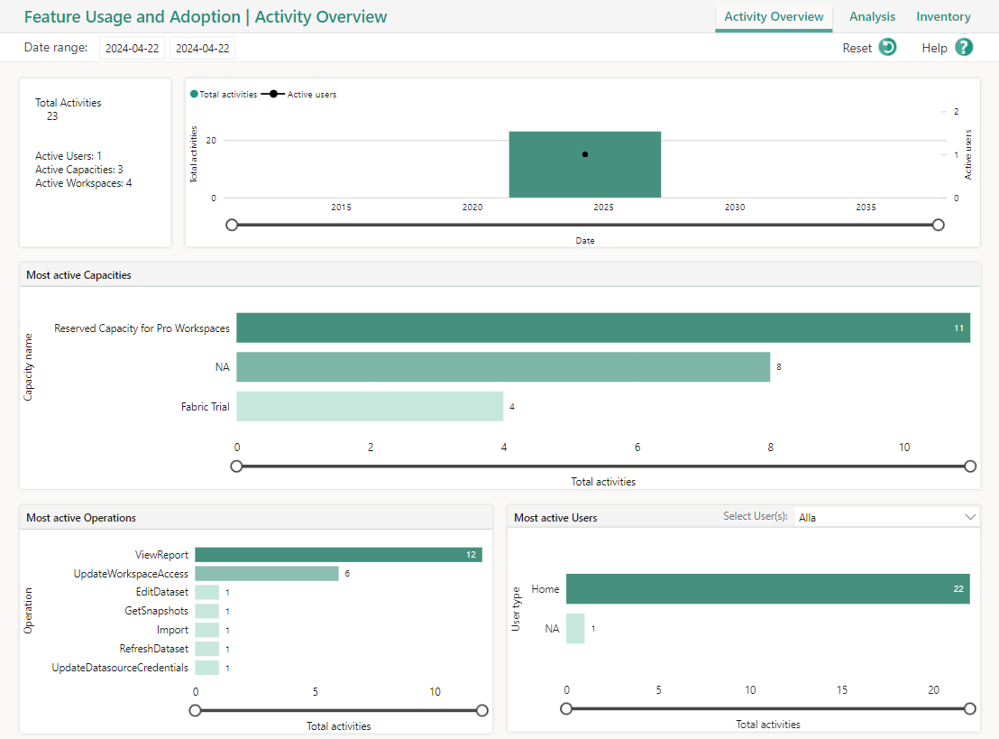 Feature Usage and Adoption | Activity Overview
Activity Overview
Analysis
Inventory
Date range:
2024-04-22
2024-04-22
Reset
Help
?
Total Activities
23
Active Users: 1
Active Capacities: 3
Active Workspaces: 4
Total activities
Active users
Total activities
20
0
2
1
0
Active users
2015
2020
2025
2030
2035
Date
Most active Capacities
Capacity name
Reserved Capacity for Pro Workspaces
11
NA
8
Fabric Trial
4
0
2
4
6
8
10
Total activities
Most active Operations
Operation
ViewReport
12
UpdateWorkspaceAccess
6
EditDataset
1
GetSnapshots
1
Import
1
RefreshDataset
1
UpdateDatasourceCredentials
1
0
5
10
Total activities
Most active Users
Select User(s):
Alla
User type
Home
22
NA
1
0
5
10
15
20
Total activities